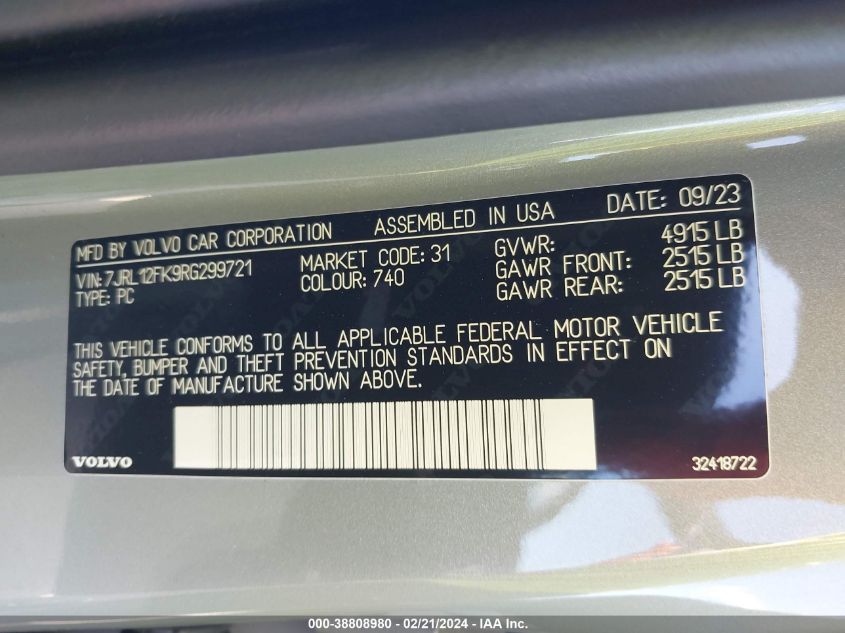 MFD BY VOLVO CAR CORPORATION ASSEMBLED IN USA DATE: 09/23
VIN: 7JRL12FK9RG299721 MARKET CODE: 31 GVWR: 4915 LB
TYPE: PC COLOUR: 740 GAWR FRONT: 2515 LB
GAWR REAR: 2515 LB
THIS VEHICLE CONFORMS TO ALL APPLICABLE FEDERAL MOTOR VEHICLE
SAFETY, BUMPER AND THEFT PREVENTION STANDARDS IN EFFECT ON
THE DATE OF MANUFACTURE SHOWN ABOVE.
VOLVO 32418722
000-38808980 - 02/21/2024 - IAA Inc.